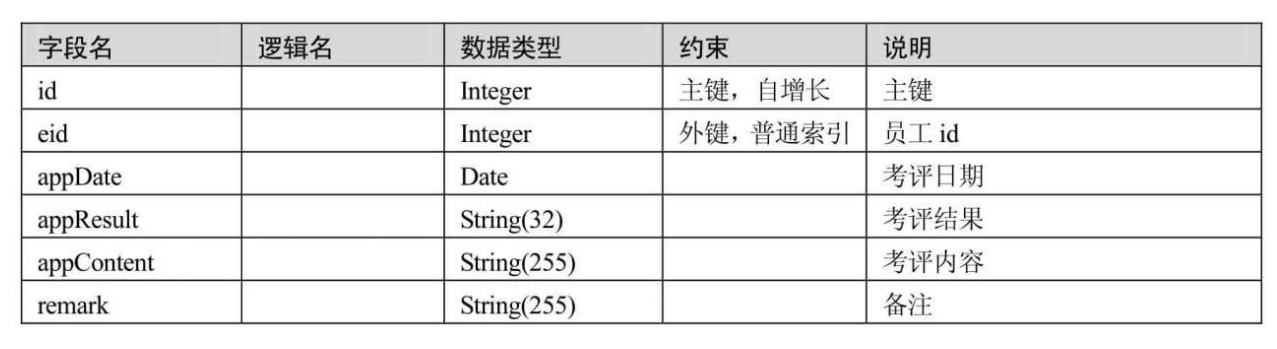 字段名 逻辑名 数据类型 约束 说明
id Integer 主键，自增长 主键
eid Integer 外键，普通索引 员工 id
appDate Date 考评日期
appResult String(32) 考评结果
appContent String(255) 考评内容
remark String(255) 备注